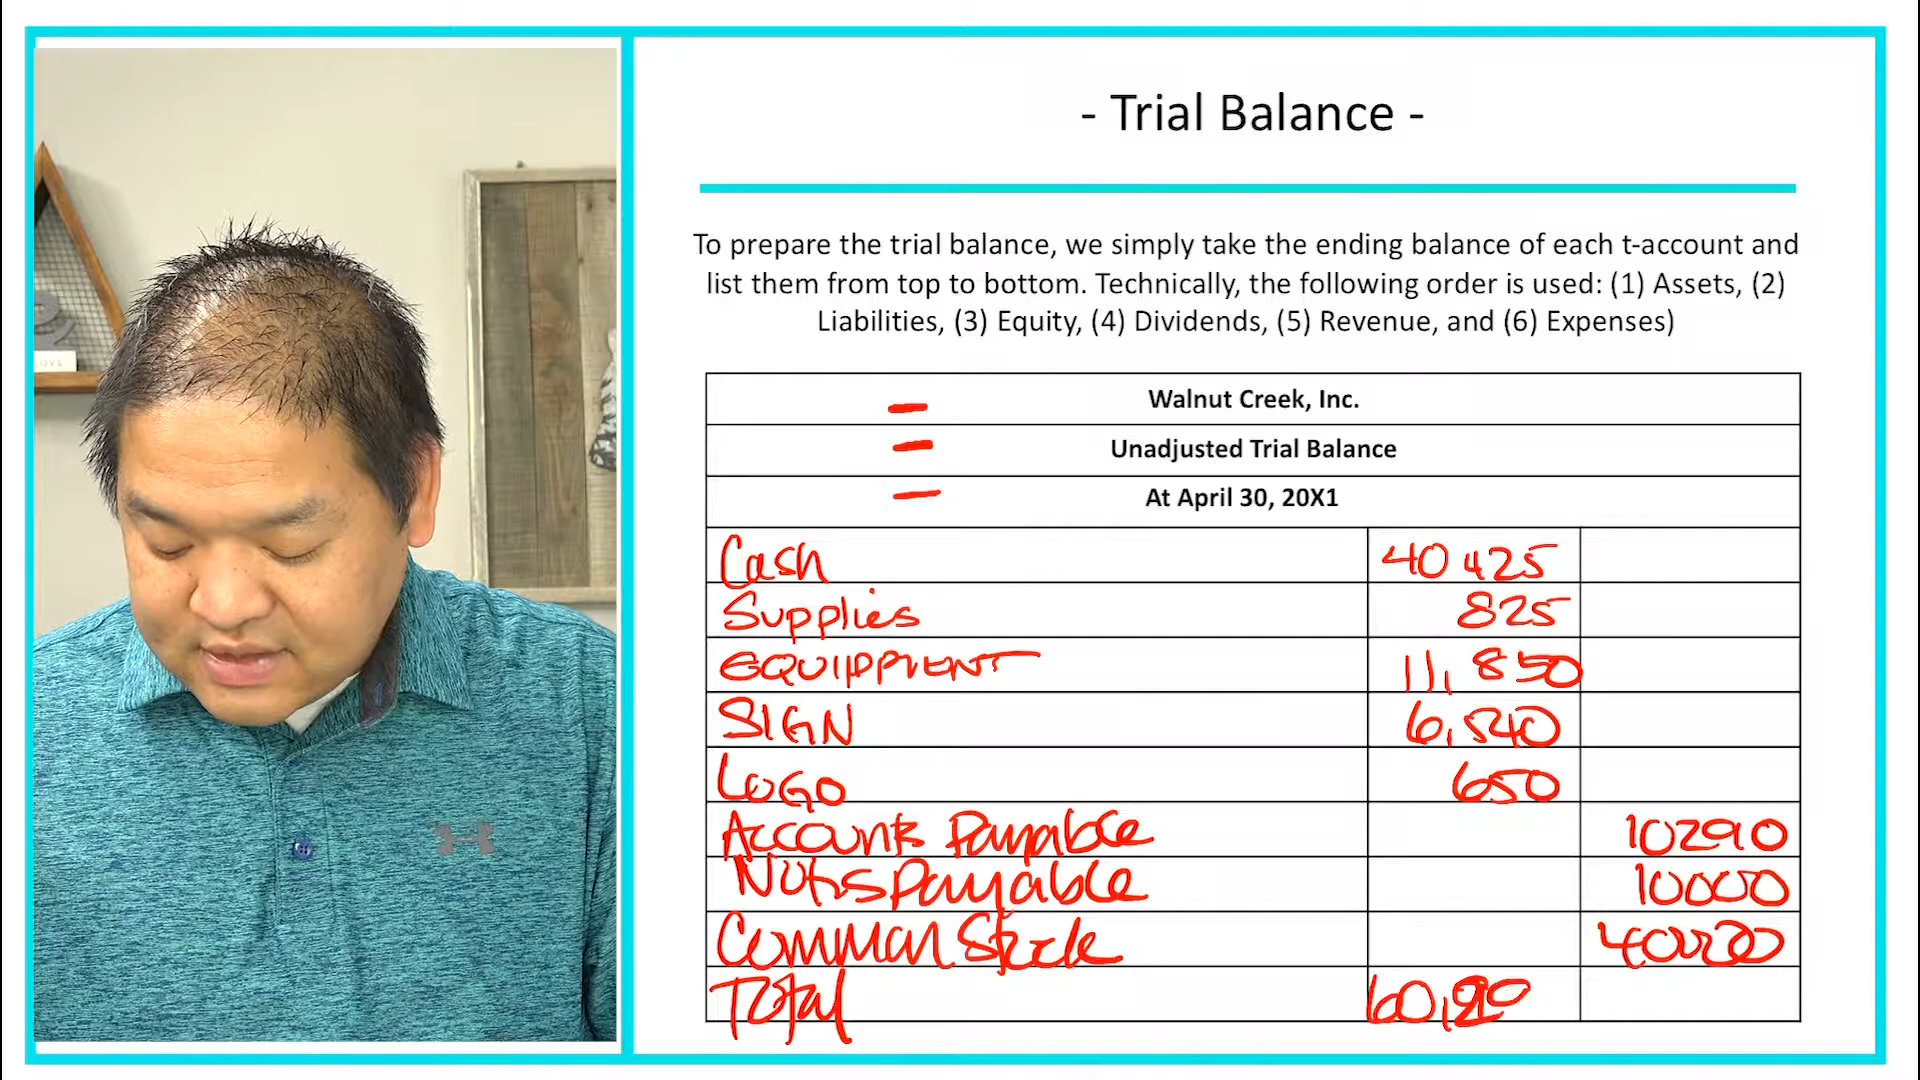 - Trial Balance -
To prepare the trial balance, we simply take the ending balance of each t-account and
list them from top to bottom. Technically, the following order is used: (1) Assets, (2)
Liabilities, (3) Equity, (4) Dividends, (5) Revenue, and (6) Expenses)
Walnut Creek, Inc.
Unadjusted Trial Balance
At April 30, 20X1
Cash 40 425
Supplies 825
EQUIPMENT 11,850
SIGN 6,540
LOGO 650
Accounts Payable 10290
Notes Payable 10000
Common Stock 40000
Total